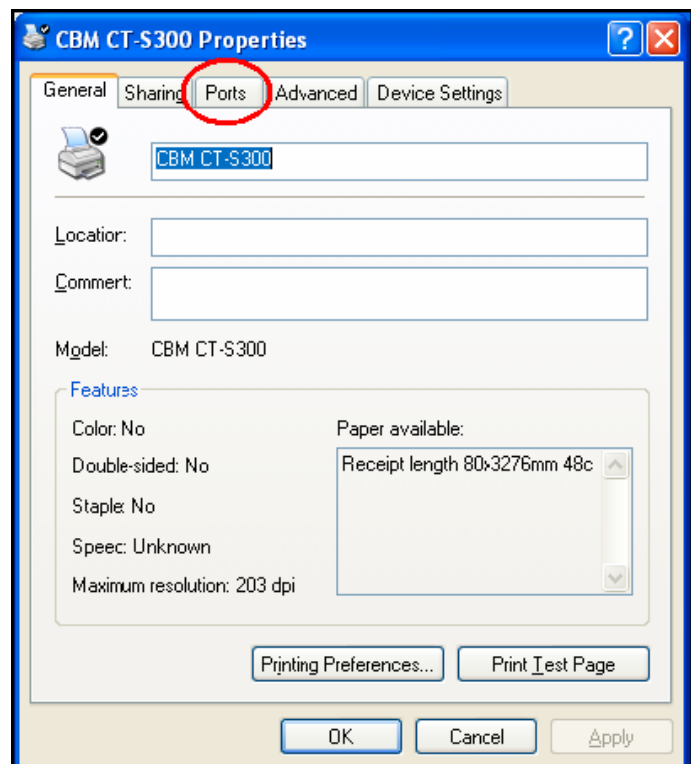 CBM CT-S300 Properties
General Sharing Ports Advanced Device Settings
CBM CT-S300
Location:
Comment:
Model: CBM CT-S300
Features
Color: No
Paper available:
Double-sided: No
Receipt length 80x3276mm 48c
Staple: No
Speed: Unknown
Maximum resolution: 203 dpi
Printing Preferences... Print Test Page
OK Cancel Apply